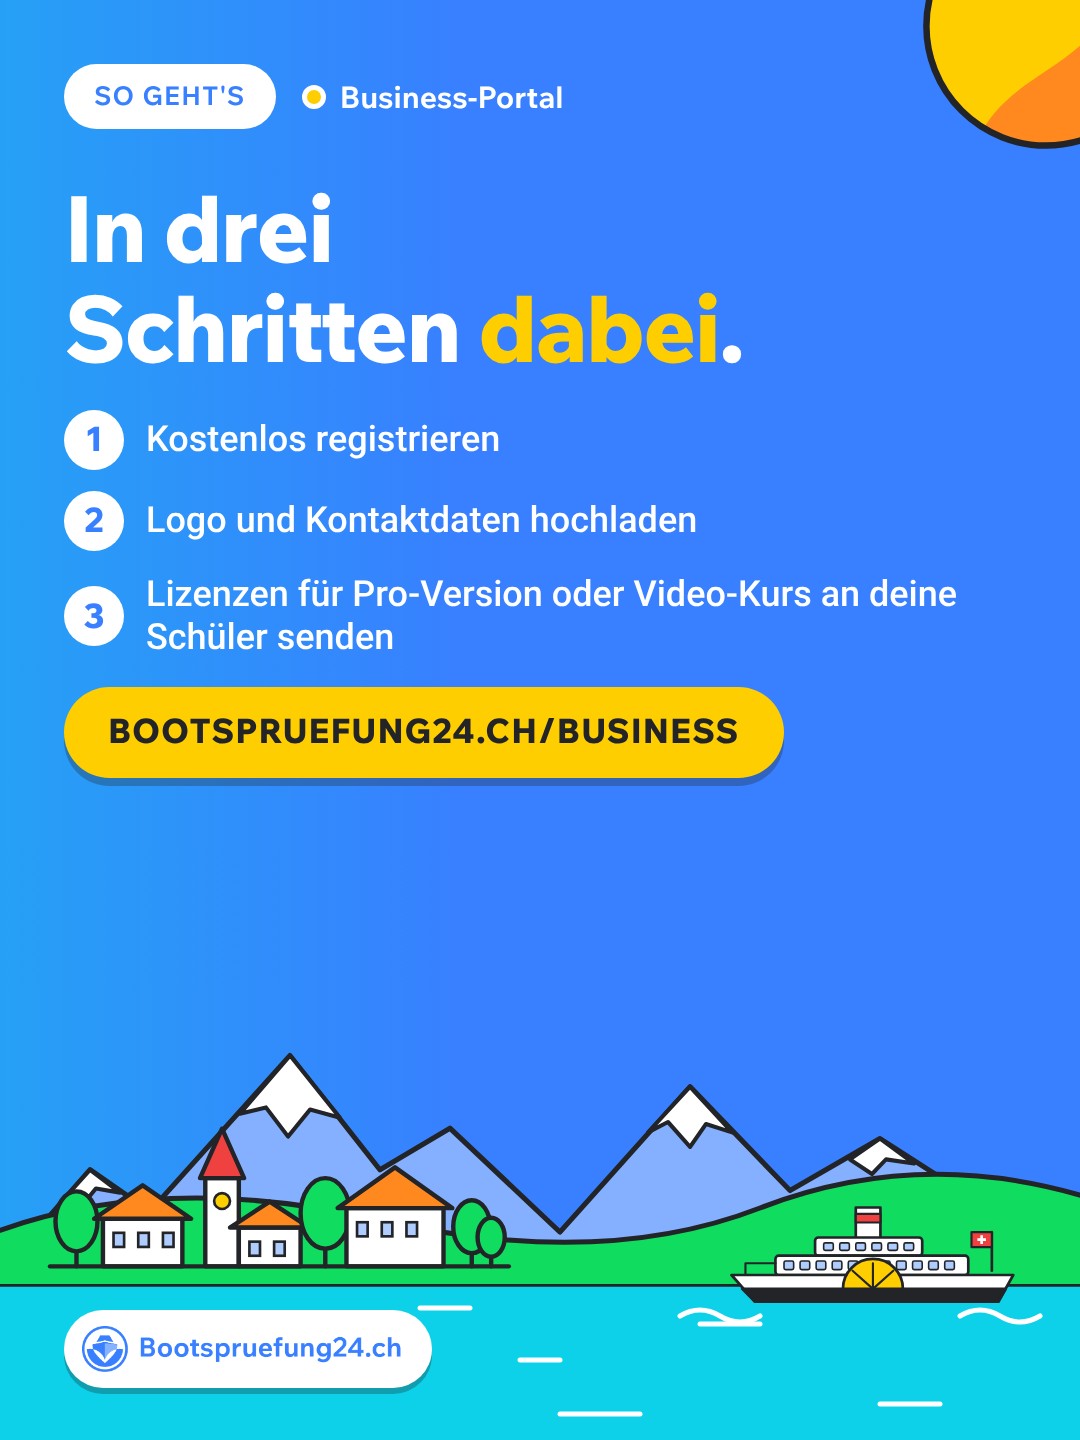 SO GEHT'S
Business-Portal
In drei
Schritten dabei.
1 Kostenlos registrieren
2 Logo und Kontaktdaten hochladen
3 Lizenzen für Pro-Version oder Video-Kurs an deine
Schüler senden
BOOTSPRUEFUNG24.CH/BUSINESS
Bootspruefung24.ch